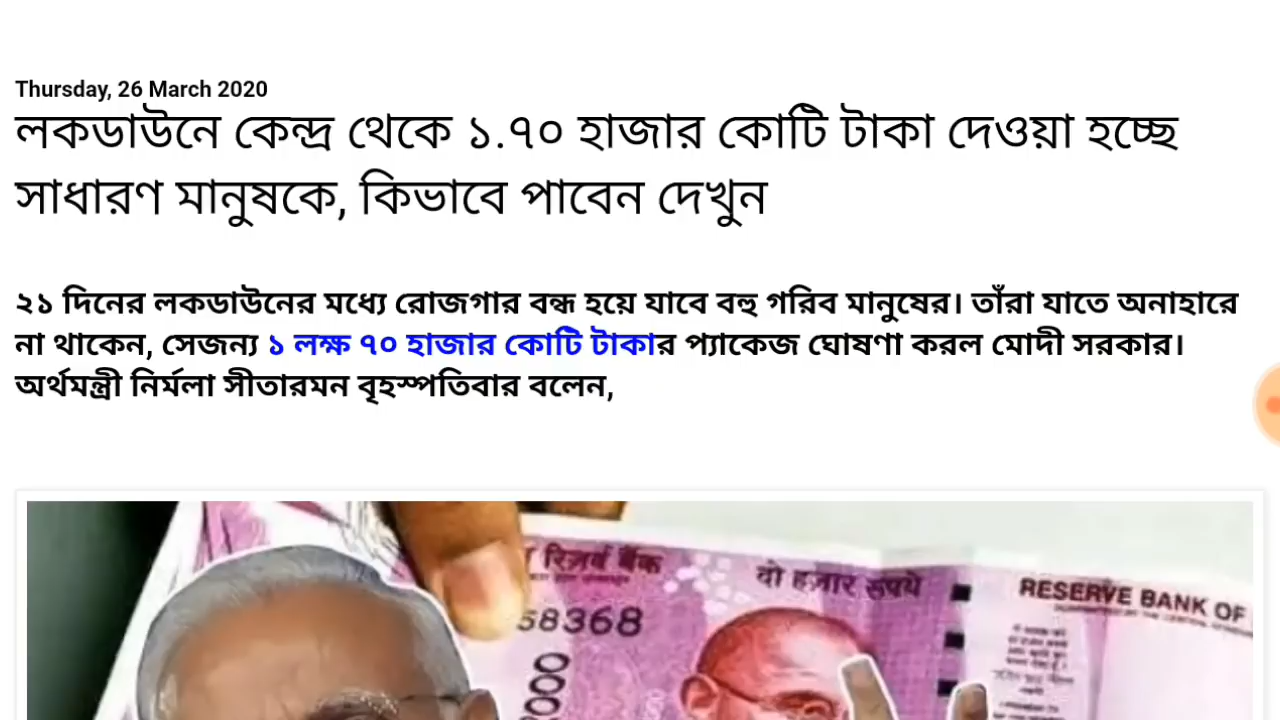 Thursday, 26 March 2020
লকডাউনে কেন্দ্র থেকে ১.৭০ হাজার কোটি টাকা দেওয়া হচ্ছে
সাধারণ মানুষকে, কিভাবে পাবেন দেখুন
২১ দিনের লকডাউনের মধ্যে রোজগার বন্ধ হয়ে যাবে বহু গরিব মানুষের। তাঁরা যাতে অনাহারে
না থাকেন, সেজন্য ১ লক্ষ ৭০ হাজার কোটি টাকার প্যাকেজ ঘোষণা করল মোদী সরকার।
অর্থমন্ত্রী নির্মলা সীতারমন বৃহস্পতিবার বলেন,
रिज़र्व बैंक
दो हज़ार रुपये
RESERVE BANK OF
58368